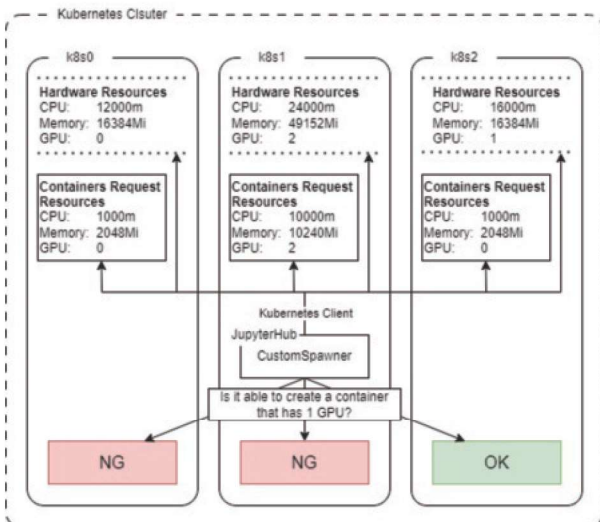 Kubernetes Clsuter
k8s0
Hardware Resources
CPU: 12000m
Memory: 16384Mi
GPU: 0
Containers Request
Resources
CPU: 1000m
Memory: 2048Mi
GPU: 0
k8s1
Hardware Resources
CPU: 24000m
Memory: 49152Mi
GPU: 2
Containers Request
Resources
CPU: 10000m
Memory: 10240Mi
GPU: 2
k8s2
Hardware Resources
CPU: 16000m
Memory: 16384Mi
GPU: 1
Containers Request
Resources
CPU: 1000m
Memory: 2048Mi
GPU: 0
Kubernetes Client
JupyterHub
CustomSpawner
Is it able to create a container
that has 1 GPU?
NG
NG
OK